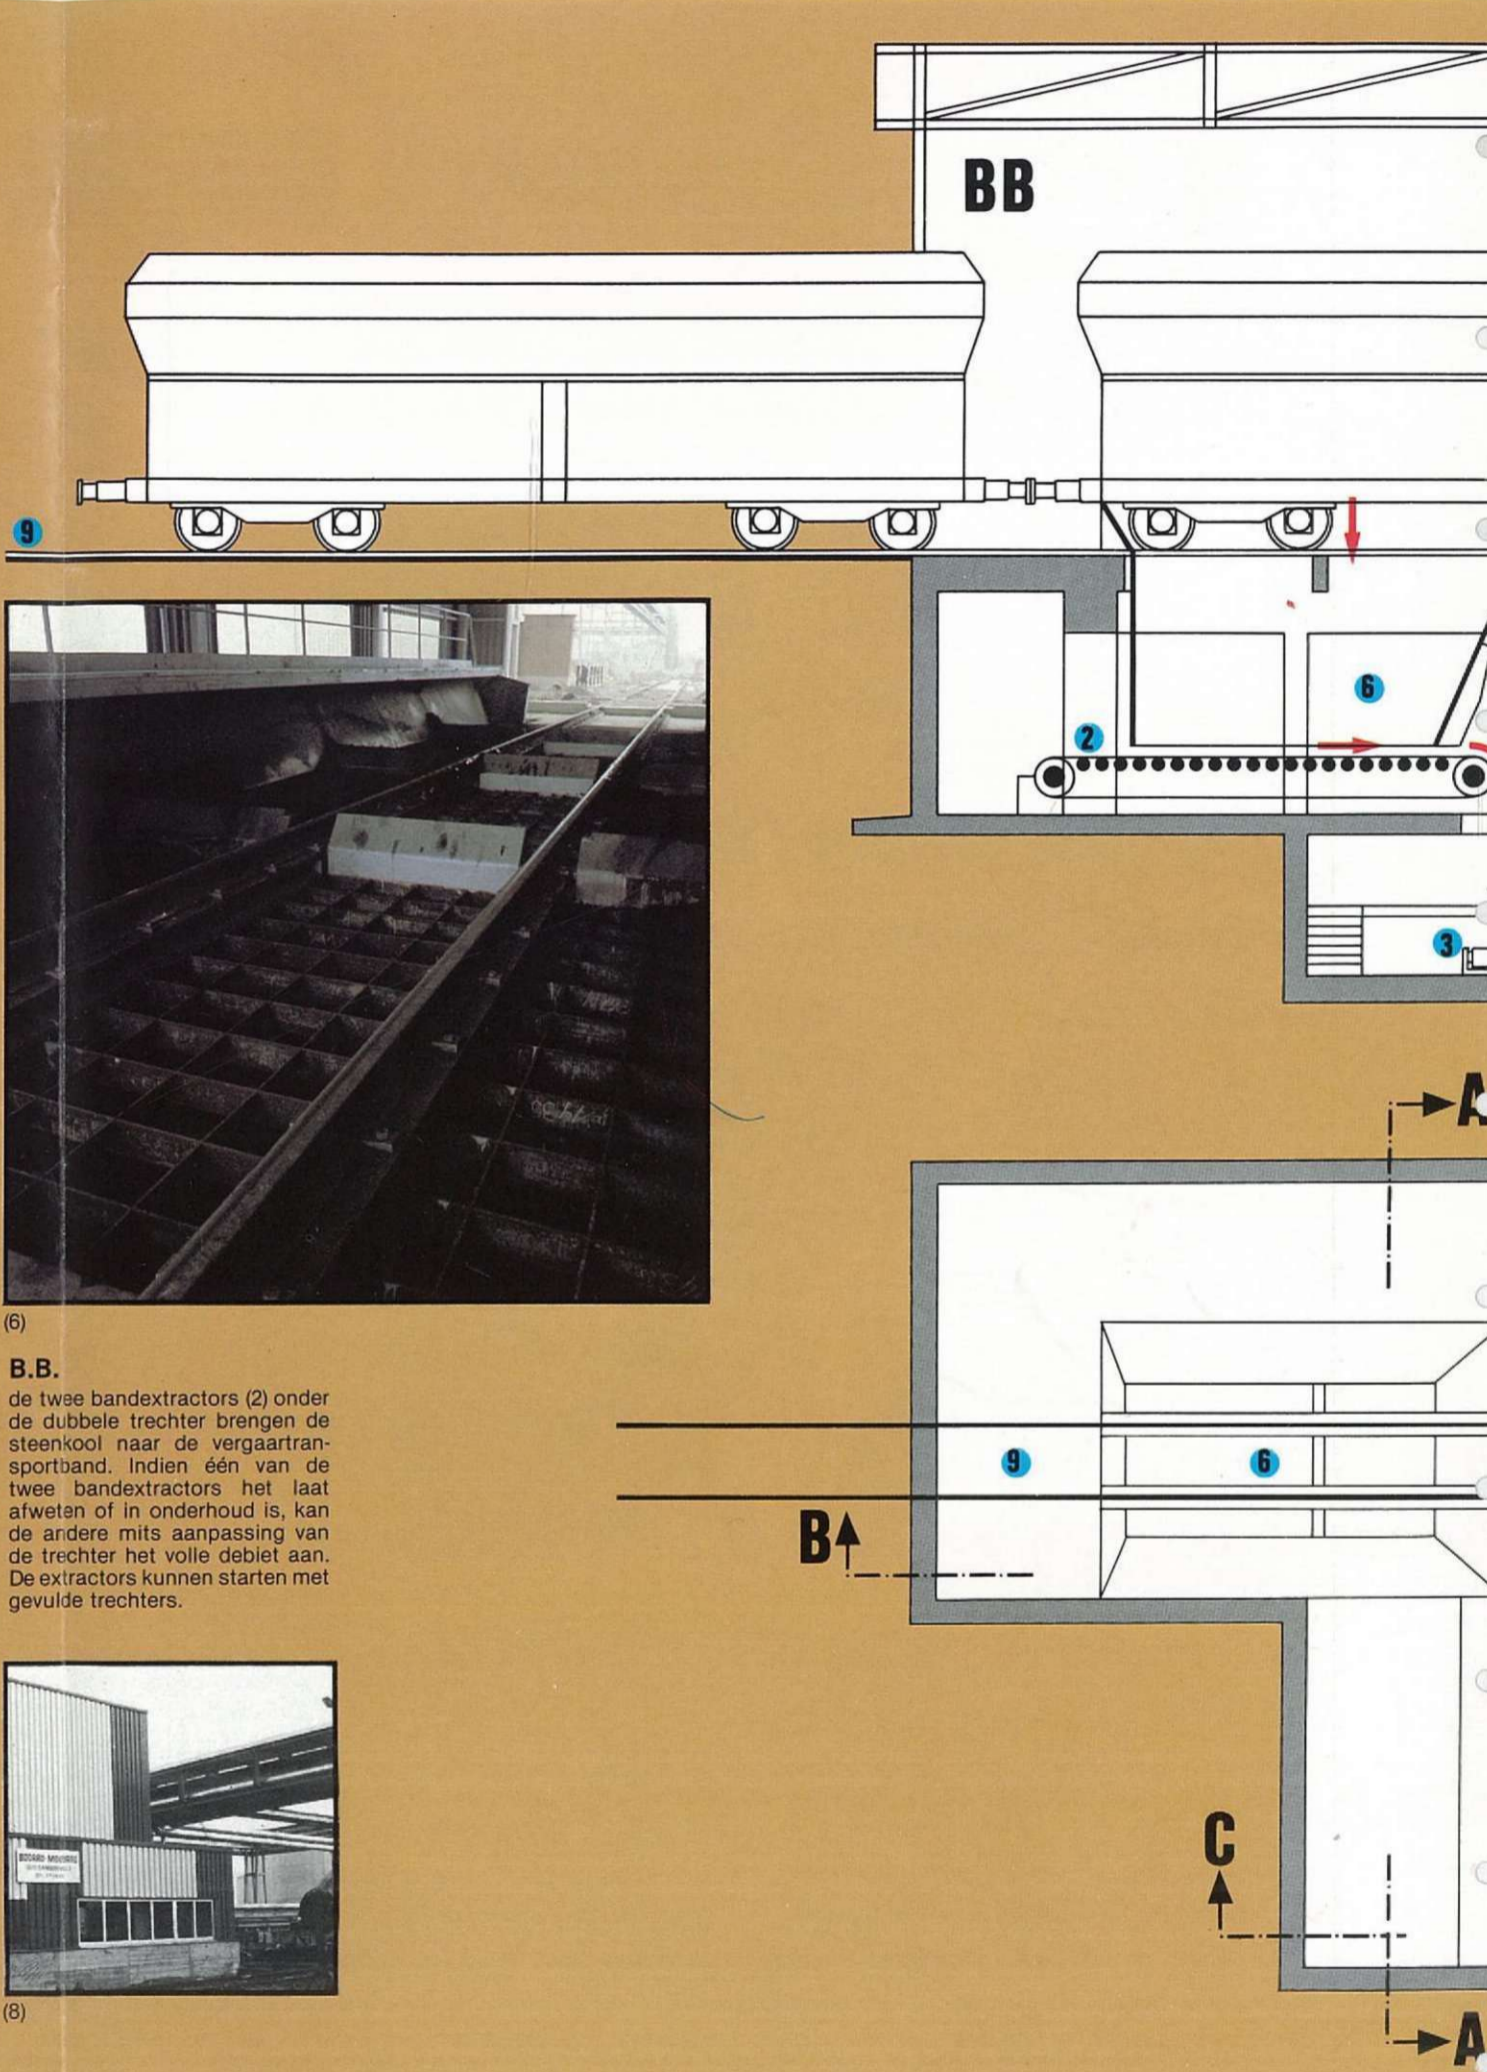 BB
9
6
2
3
A
(6)
B.B.
de twee bandextractors (2) onder
de dubbele trechter brengen de
steenkool naar de vergaartran-
sportband. Indien één van de
twee bandextractors het laat
afweten of in onderhoud is, kan
de andere mits aanpassing van
de trechter het volle debiet aan.
De extractors kunnen starten met
gevulde trechters.
9
6
B
C
A
(8)